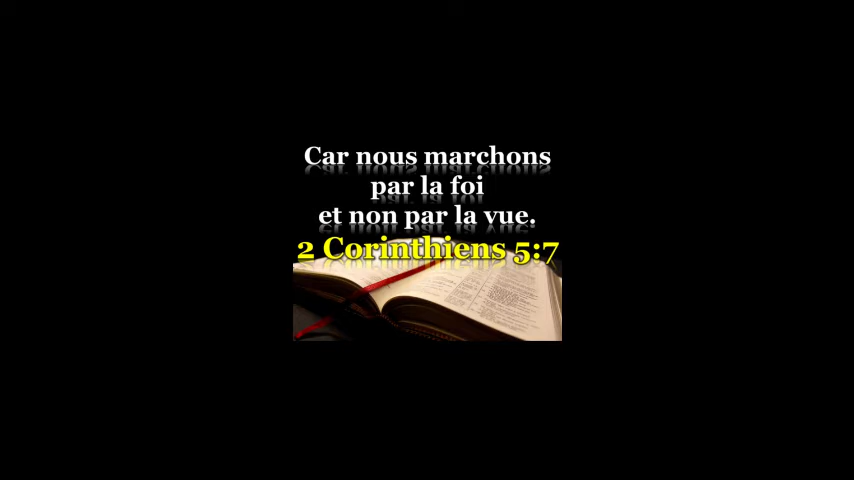 Car nous marchons
par la foi
et non par la vue.
2 Corinthiens 5:7